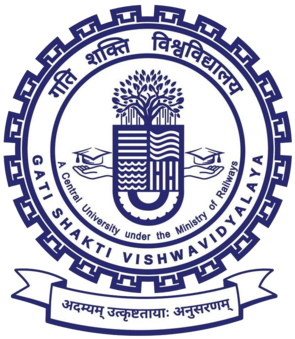 गति शक्ति विश्वविद्यालय
A Central University under the Ministry of Railways
GATI SHAKTI VISHWAVIDYALAYA
अदम्यम् उत्कृष्टतायाः अनुसरणम्